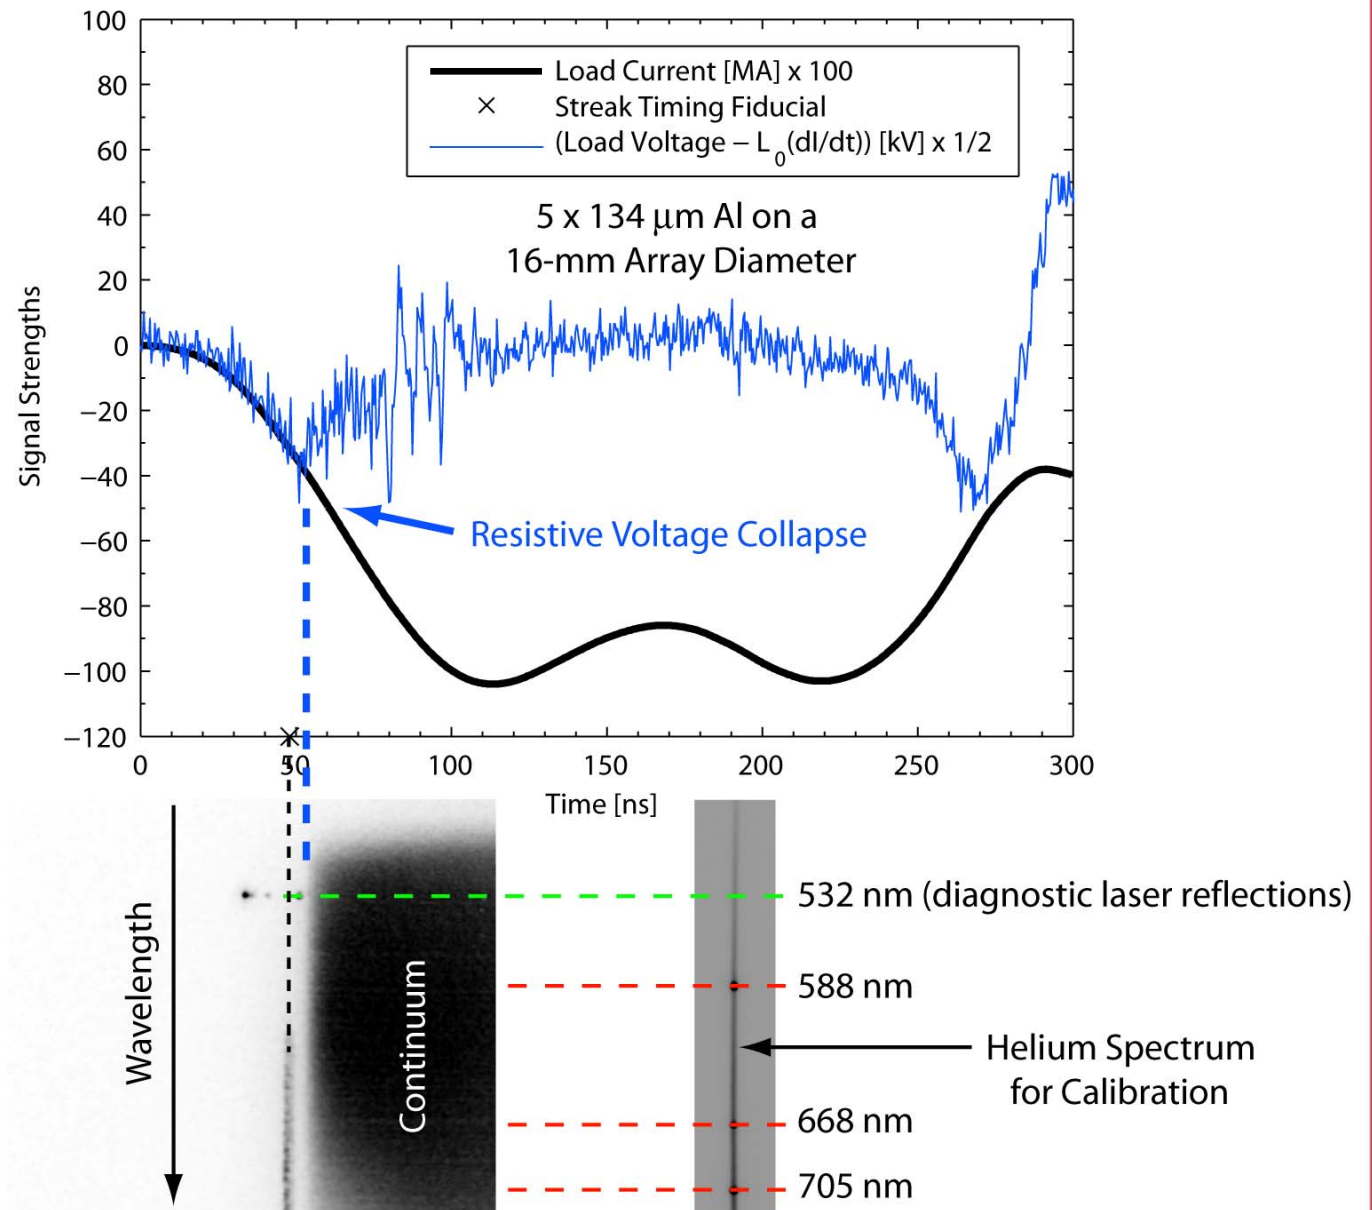 100
80
60
40
20
0
−20
−40
−60
−80
−100
−120
Signal Strengths
Load Current [MA] x 100
Streak Timing Fiducial
(Load Voltage − L0(dI/dt)) [kV] x 1/2
5 x 134 μm Al on a
16-mm Array Diameter
Resistive Voltage Collapse
0 50 100 150 200 250 300
Time [ns]
Wavelength
Continuum
532 nm (diagnostic laser reflections)
588 nm
Helium Spectrum
for Calibration
668 nm
705 nm